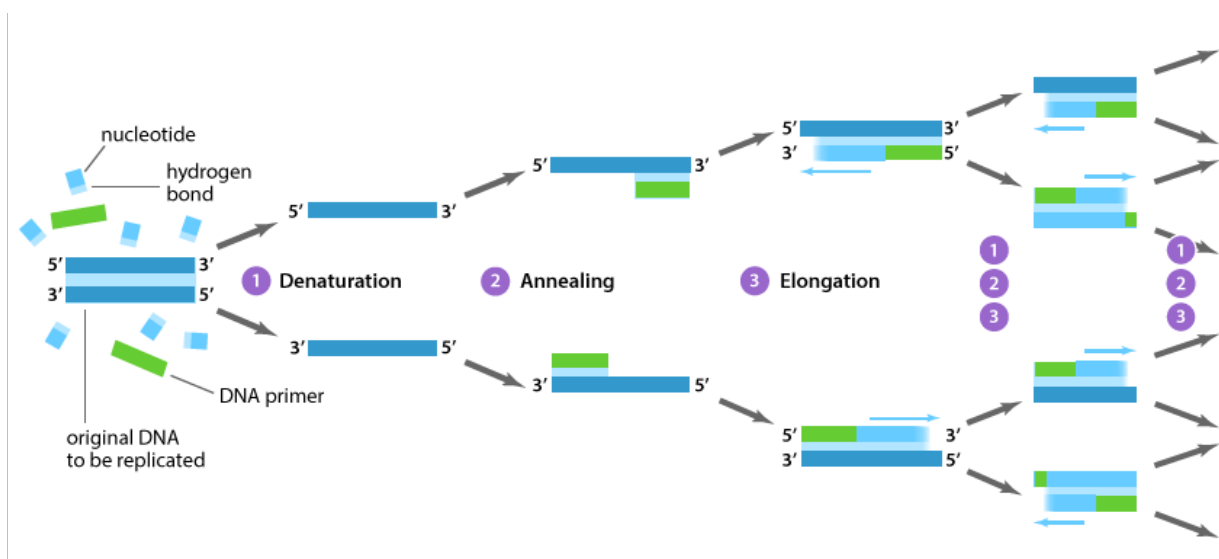 nucleotide
hydrogen
bond
5′ 3′
3′ 5′
DNA primer
original DNA
to be replicated
5′ 3′
1 Denaturation
3′ 5′
5′ 3′
2 Annealing
3′ 5′
5′ 3′
3′ 5′
3 Elongation
5′ 3′
3′ 5′
1
2
3
1
2
3